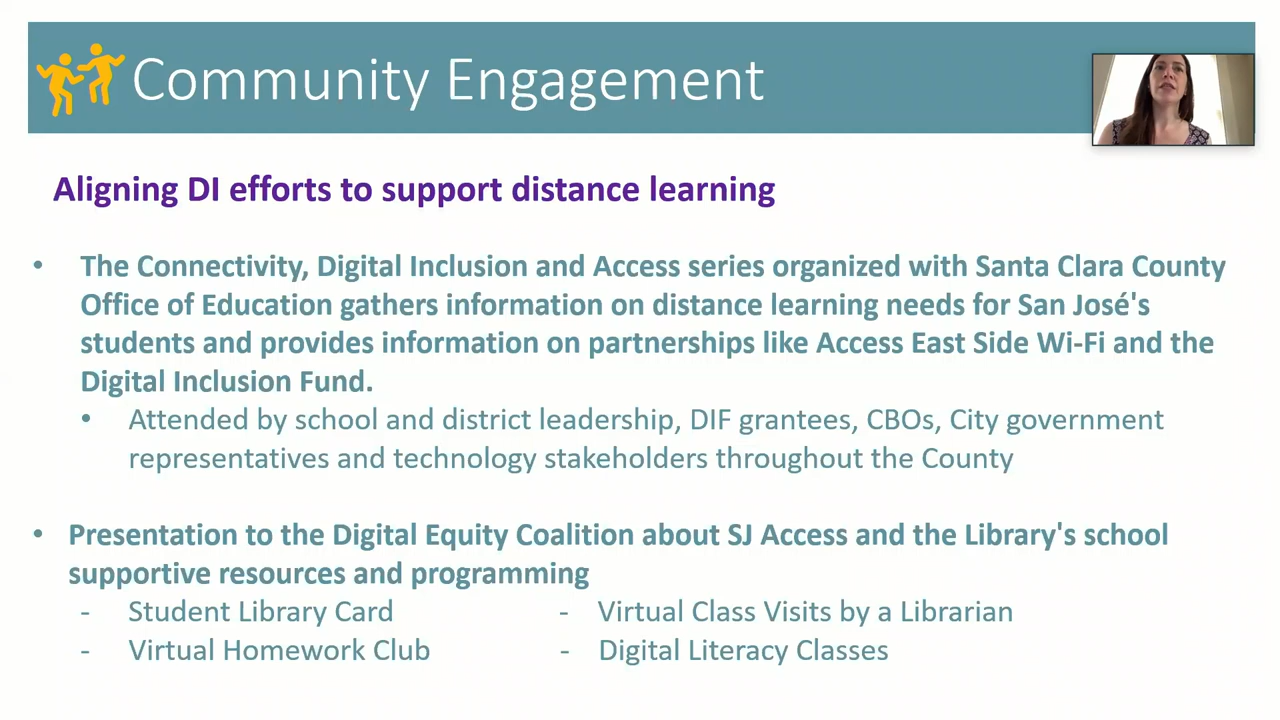 Community Engagement
Aligning DI efforts to support distance learning
• The Connectivity, Digital Inclusion and Access series organized with Santa Clara County
Office of Education gathers information on distance learning needs for San José's
students and provides information on partnerships like Access East Side Wi-Fi and the
Digital Inclusion Fund.
• Attended by school and district leadership, DIF grantees, CBOs, City government
representatives and technology stakeholders throughout the County
• Presentation to the Digital Equity Coalition about SJ Access and the Library's school
supportive resources and programming
- Student Library Card - Virtual Class Visits by a Librarian
- Virtual Homework Club - Digital Literacy Classes